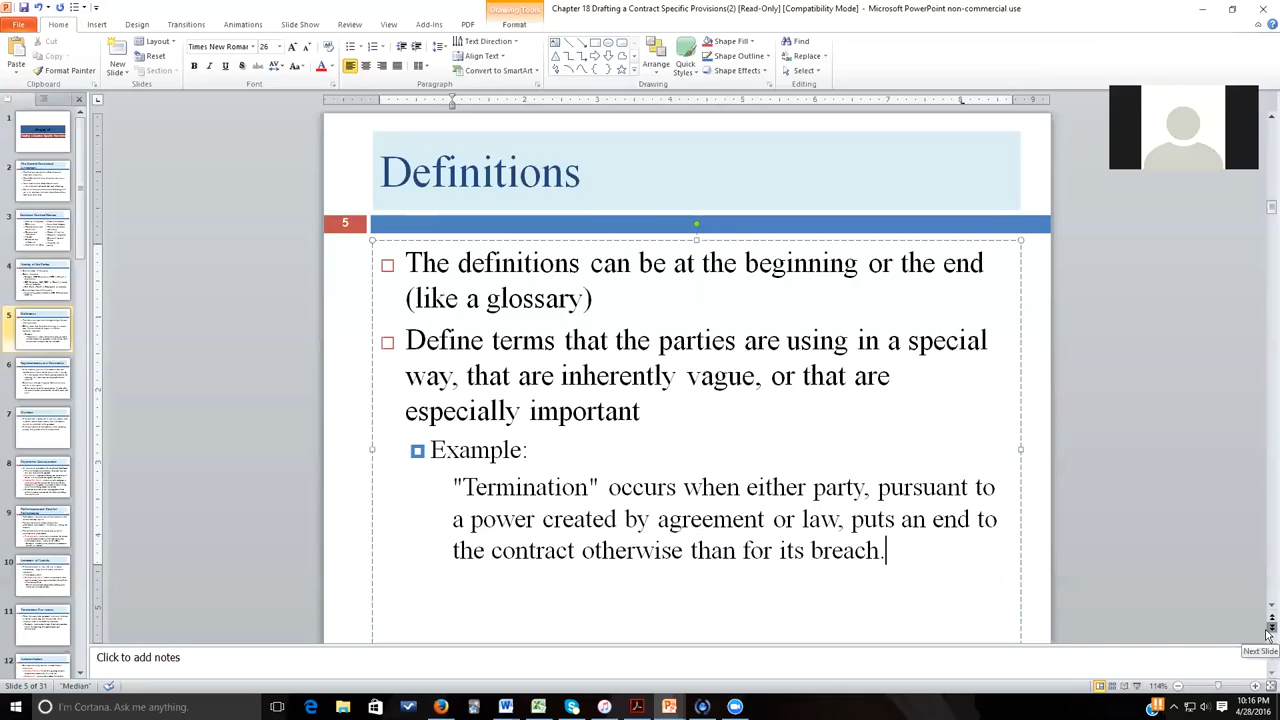 Drawing Tools
Chapter 18 Drafting a Contract Specific Provisions(2) [Read-Only] [Compatibility Mode] - Microsoft PowerPoint non-commercial use
File Home Insert Design Transitions Animations Slide Show Review View Add-Ins PDF Format
Cut
Copy
Format Painter
Paste
Clipboard
New Slide
Layout
Reset
Section
Slides
Times New Roman 26
Font
Text Direction
Align Text
Convert to SmartArt
Paragraph
Arrange
Quick Styles
Shape Fill
Shape Outline
Shape Effects
Drawing
Find
Replace
Select
Editing
Definitions
5
The definitions can be at the beginning or the end
(like a glossary)
Define terms that the parties are using in a special
way, that are inherently vague, or that are
especially important
Example:
"Termination" occurs when either party, pursuant to
a power created by agreement or law, puts an end to
the contract otherwise than for its breach.
Next Slide
Click to add notes
Slide 5 of 31 "Median" 114%
I'm Cortana. Ask me anything.
10:16 PM
4/28/2016